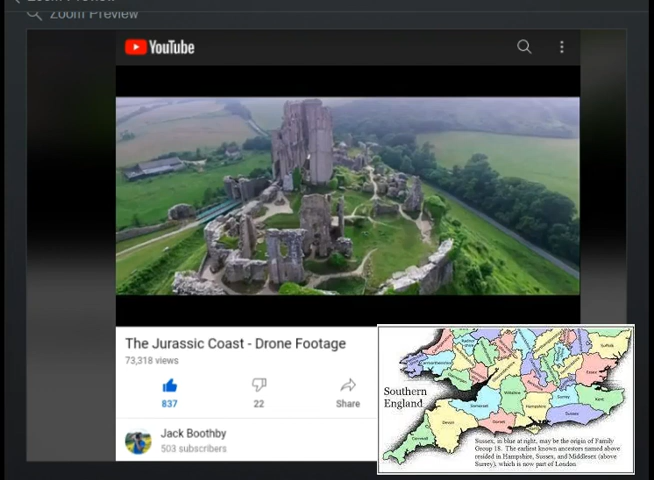 Zoom Preview
YouTube
The Jurassic Coast - Drone Footage
73,318 views
837
22
Share
Jack Boothby
503 subscribers
Southern
England
Suffolk
Essex
Kent
Surrey
Sussex
Hampshire
Wiltshire
Somerset
Dorset
Devon
Cornwall
Sussex, in blue at right, may be the origin of Family
Group 18. The earliest known ancestors named above
resided in Hampshire, Sussex, and Middlesex (above
Surrey), which is now part of London.